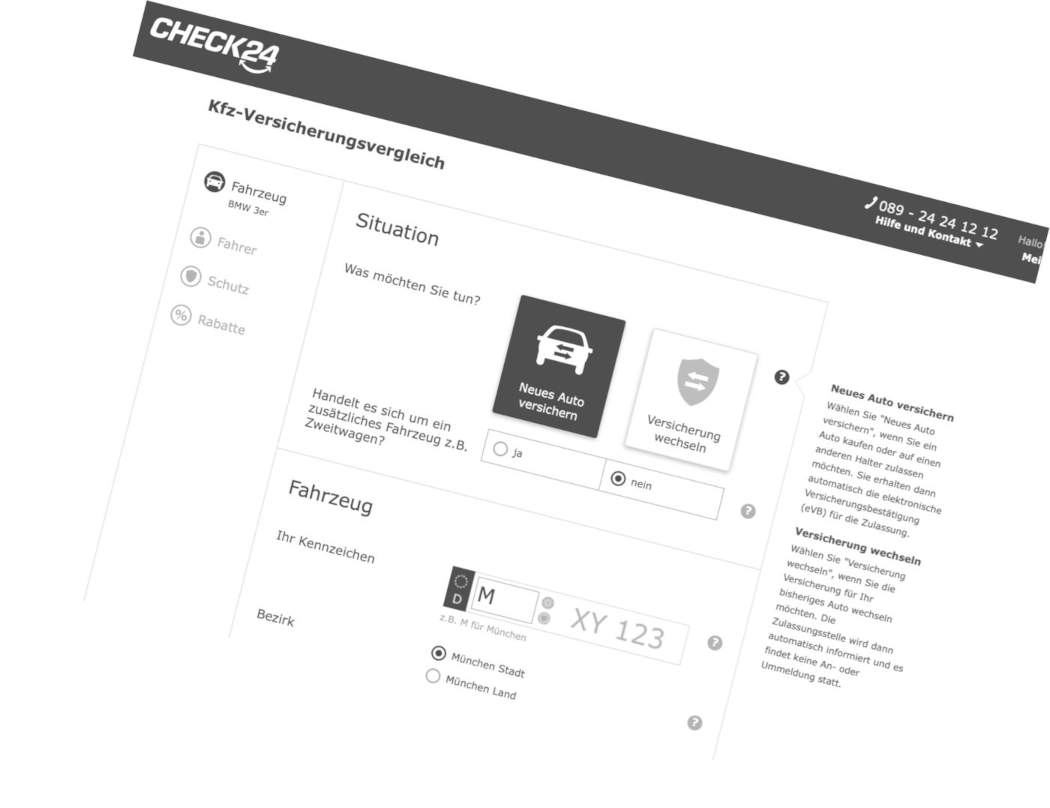 CHECK24
089 - 24 24 12 12
Hilfe und Kontakt
Hallo
Kfz-Versicherungsvergleich
Fahrzeug
BMW 3er
Fahrer
Schutz
Rabatte
Situation
Was möchten Sie tun?
Neues Auto
versichern
Versicherung
wechseln
Handelt es sich um ein
zusätzliches Fahrzeug z.B.
Zweitwagen?
ja
nein
Fahrzeug
Ihr Kennzeichen
D
M
XY 123
z.B. M für München
Bezirk
München Stadt
München Land
Neues Auto versichern
Wählen Sie "Neues Auto
versichern", wenn Sie ein
Auto kaufen oder auf einen
anderen Halter zulassen
möchten. Sie erhalten dann
automatisch die elektronische
Versicherungsbestätigung
(eVB) für die Zulassung.
Versicherung wechseln
Wählen Sie "Versicherung
wechseln", wenn Sie die
Versicherung für Ihr
bisheriges Auto wechseln
möchten. Die
Zulassungsstelle wird dann
automatisch informiert und es
findet keine An- oder
Ummeldung statt.